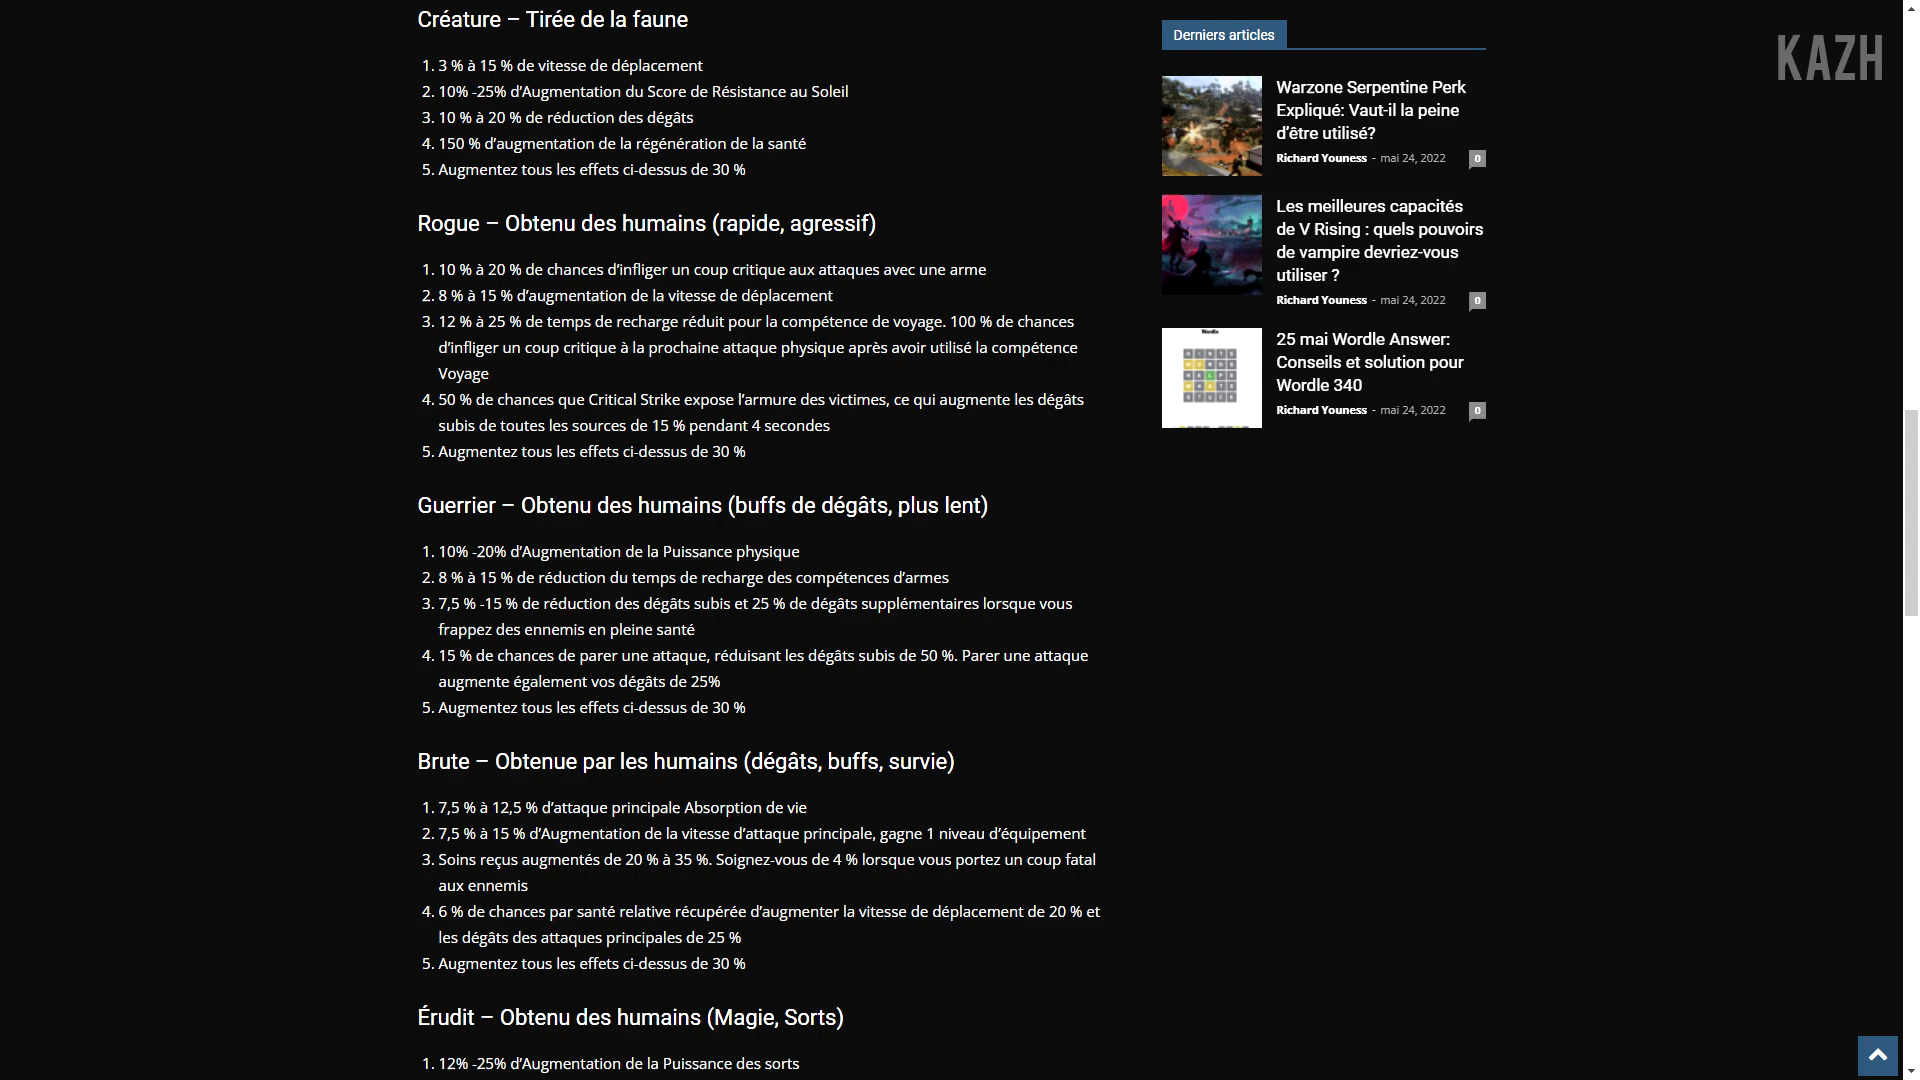 Créature – Tirée de la faune
1. 3 % à 15 % de vitesse de déplacement
2. 10% -25% d’Augmentation du Score de Résistance au Soleil
3. 10 % à 20 % de réduction des dégâts
4. 150 % d’augmentation de la régénération de la santé
5. Augmentez tous les effets ci-dessus de 30 %
Rogue – Obtenu des humains (rapide, agressif)
1. 10 % à 20 % de chances d’infliger un coup critique aux attaques avec une arme
2. 8 % à 15 % d’augmentation de la vitesse de déplacement
3. 12 % à 25 % de temps de recharge réduit pour la compétence de voyage. 100 % de chances
d’infliger un coup critique à la prochaine attaque physique après avoir utilisé la compétence
Voyage
4. 50 % de chances que Critical Strike expose l’armure des victimes, ce qui augmente les dégâts
subis de toutes les sources de 15 % pendant 4 secondes
5. Augmentez tous les effets ci-dessus de 30 %
Guerrier – Obtenu des humains (buffs de dégâts, plus lent)
1. 10% -20% d’Augmentation de la Puissance physique
2. 8 % à 15 % de réduction du temps de recharge des compétences d’armes
3. 7,5 % -15 % de réduction des dégâts subis et 25 % de dégâts supplémentaires lorsque vous
frappez des ennemis en pleine santé
4. 15 % de chances de parer une attaque, réduisant les dégâts subis de 50 %. Parer une attaque
augmente également vos dégâts de 25%
5. Augmentez tous les effets ci-dessus de 30 %
Brute – Obtenue par les humains (dégâts, buffs, survie)
1. 7,5 % à 12,5 % d’attaque principale Absorption de vie
2. 7,5 % à 15 % d’Augmentation de la vitesse d’attaque principale, gagne 1 niveau d’équipement
3. Soins reçus augmentés de 20 % à 35 %. Soignez-vous de 4 % lorsque vous portez un coup fatal
aux ennemis
4. 6 % de chances par santé relative récupérée d’augmenter la vitesse de déplacement de 20 % et
les dégâts des attaques principales de 25 %
5. Augmentez tous les effets ci-dessus de 30 %
Érudit – Obtenu des humains (Magie, Sorts)
1. 12% -25% d’Augmentation de la Puissance des sorts
Derniers articles
Warzone Serpentine Perk
Expliqué: Vaut-il la peine
d’être utilisé?
Richard Youness - mai 24, 2022 0
Les meilleures capacités
de V Rising : quels pouvoirs
de vampire devriez-vous
utiliser ?
Richard Youness - mai 24, 2022 0
Wordle
25 mai Wordle Answer:
Conseils et solution pour
Wordle 340
Richard Youness - mai 24, 2022 0
KAZH